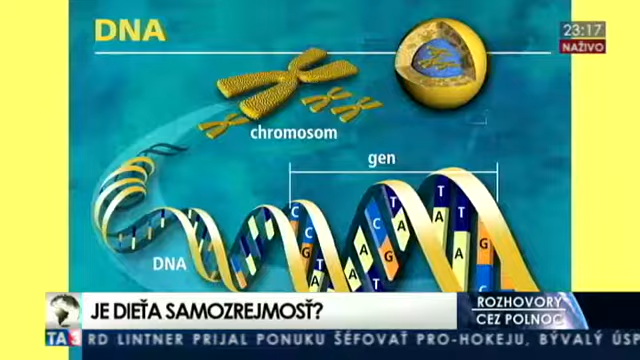 DNA
23:17
NAŽIVO
chromosom
gen
C
C
G
T
A
A
C
G
T
A
T
A
T
A
T
G
C
DNA
JE DIEŤA SAMOZREJMOSŤ?
ROZHOVORY
CEZ POLNOC
TA3
RD LINTNER PRIJAL PONUKU ŠÉFOVAŤ PRO-HOKEJU, BÝVALÝ ÚSP